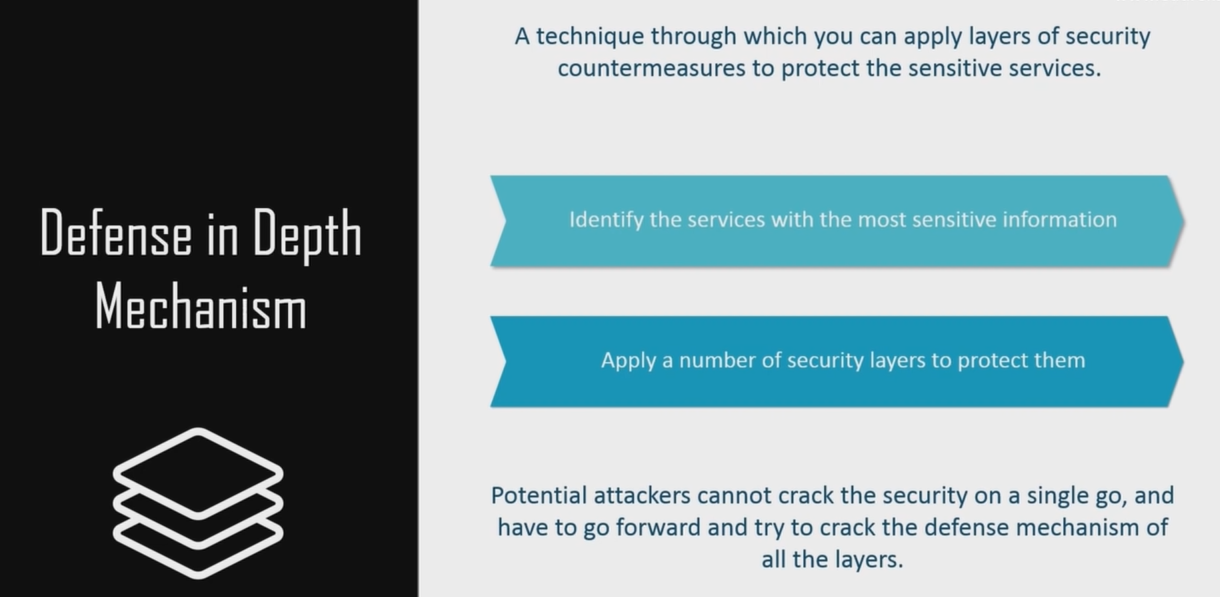 A technique through which you can apply layers of security
countermeasures to protect the sensitive services.
Defense in Depth
Mechanism
Identify the services with the most sensitive information
Apply a number of security layers to protect them
Potential attackers cannot crack the security on a single go, and
have to go forward and try to crack the defense mechanism of
all the layers.